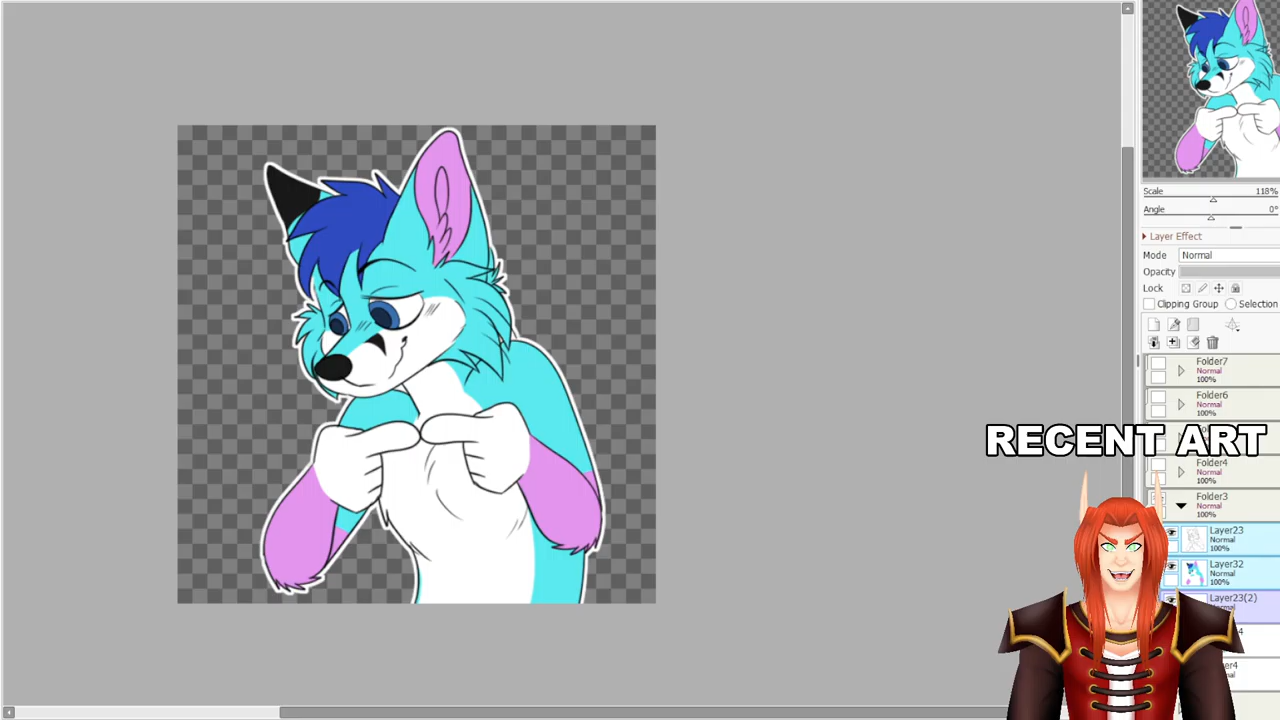 Scale 118%
Angle 0°
Layer Effect
Mode Normal
Opacity
Lock
Clipping Group Selection
Folder7
Normal
100%
Folder6
Normal
100%
RECENT ART
Folder4
Normal
100%
Folder3
Normal
100%
Layer23
Normal
100%
Layer32
Normal
100%
Layer23(2)